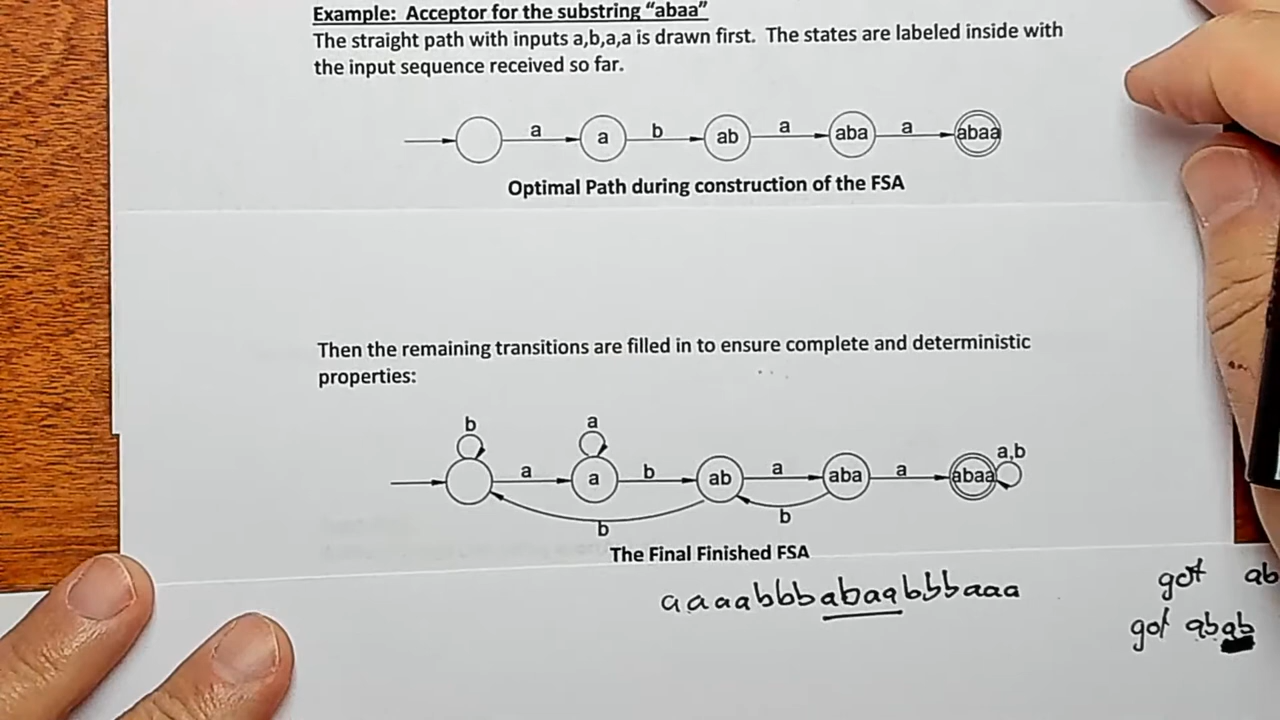 Example: Acceptor for the substring “abaa”
The straight path with inputs a,b,a,a is drawn first. The states are labeled inside with
the input sequence received so far.
a b a a
a ab aba abaa
Optimal Path during construction of the FSA
Then the remaining transitions are filled in to ensure complete and deterministic
properties:
b a a,b
a b a a
a ab aba abaa
b b
The Final Finished FSA
aaaabbbabaabbbaaa
got ab
got abab